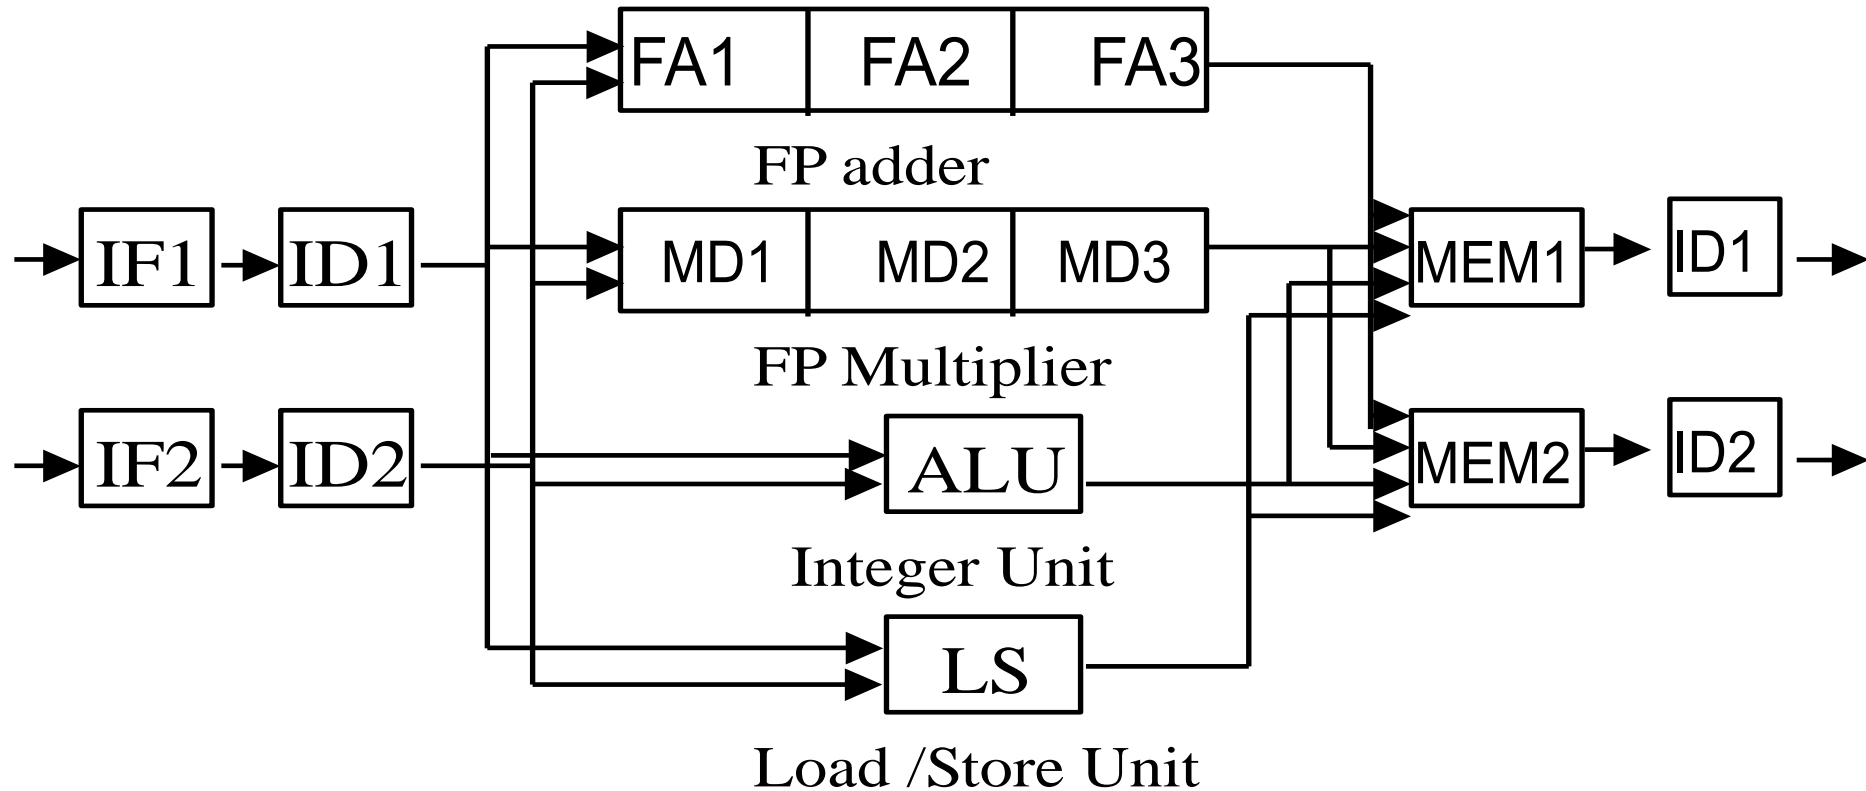 FA1 FA2 FA3
FP adder
IF1 ID1 MD1 MD2 MD3 MEM1 ID1
FP Multiplier
IF2 ID2 ALU MEM2 ID2
Integer Unit
LS
Load /Store Unit